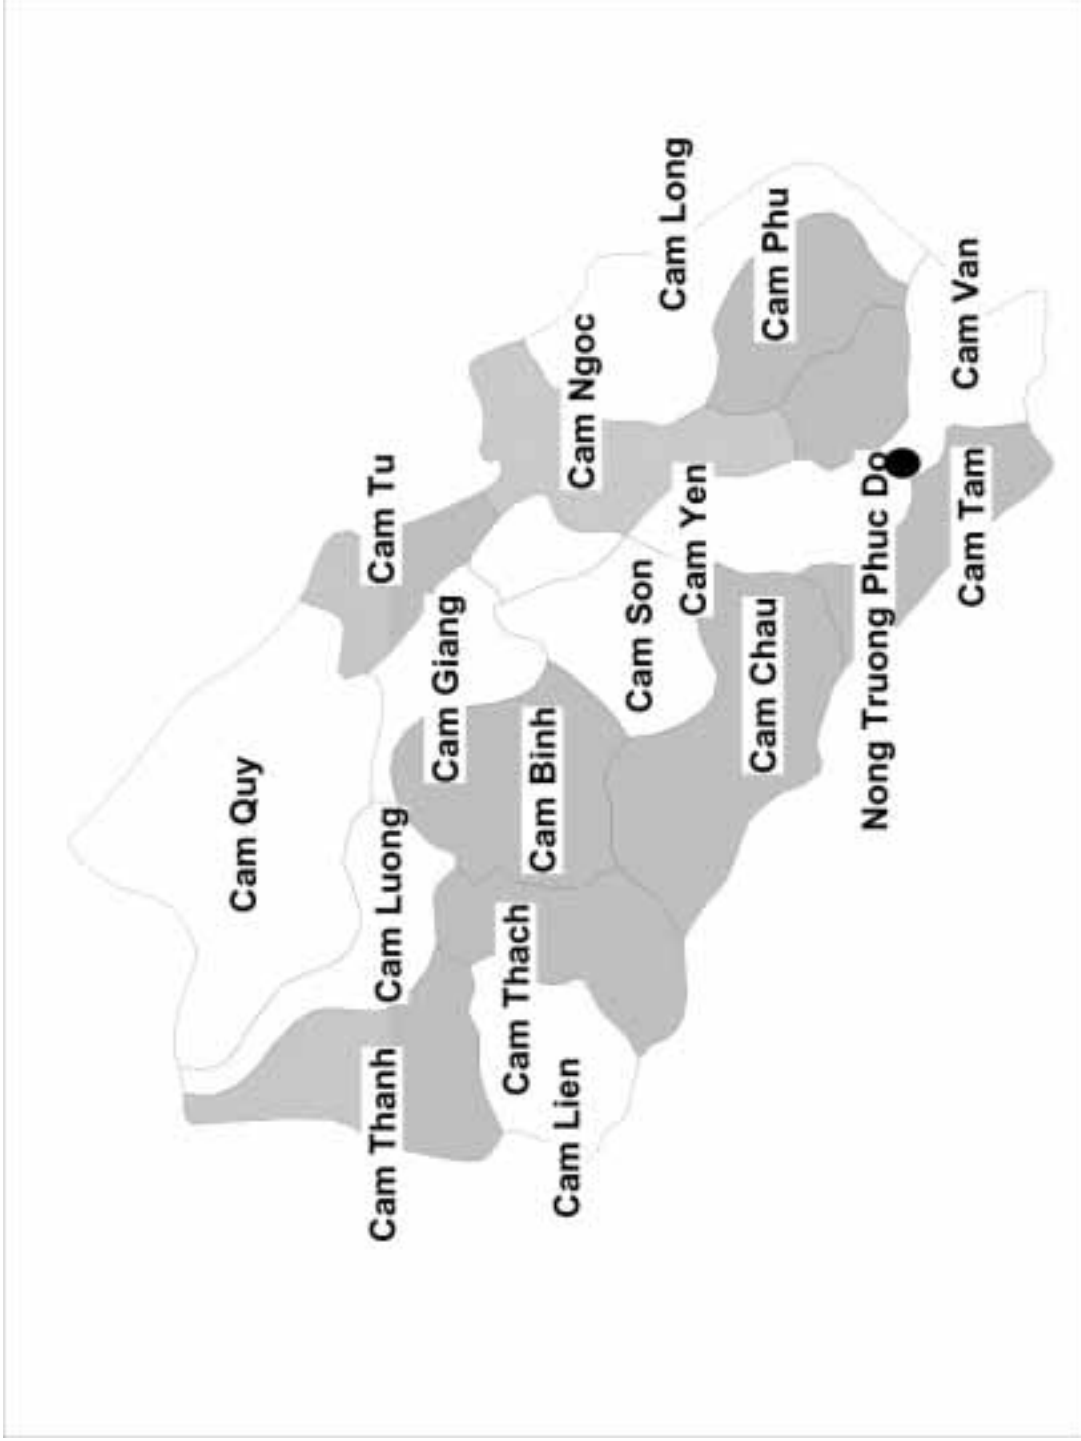 Cam Quy
Cam Thanh
Cam Luong
Cam Tu
Cam Giang
Cam Thach
Cam Binh
Cam Lien
Cam Ngoc
Cam Son
Cam Long
Cam Yen
Cam Chau
Cam Phu
Nong Truong Phuc Do
Cam Tam
Cam Van